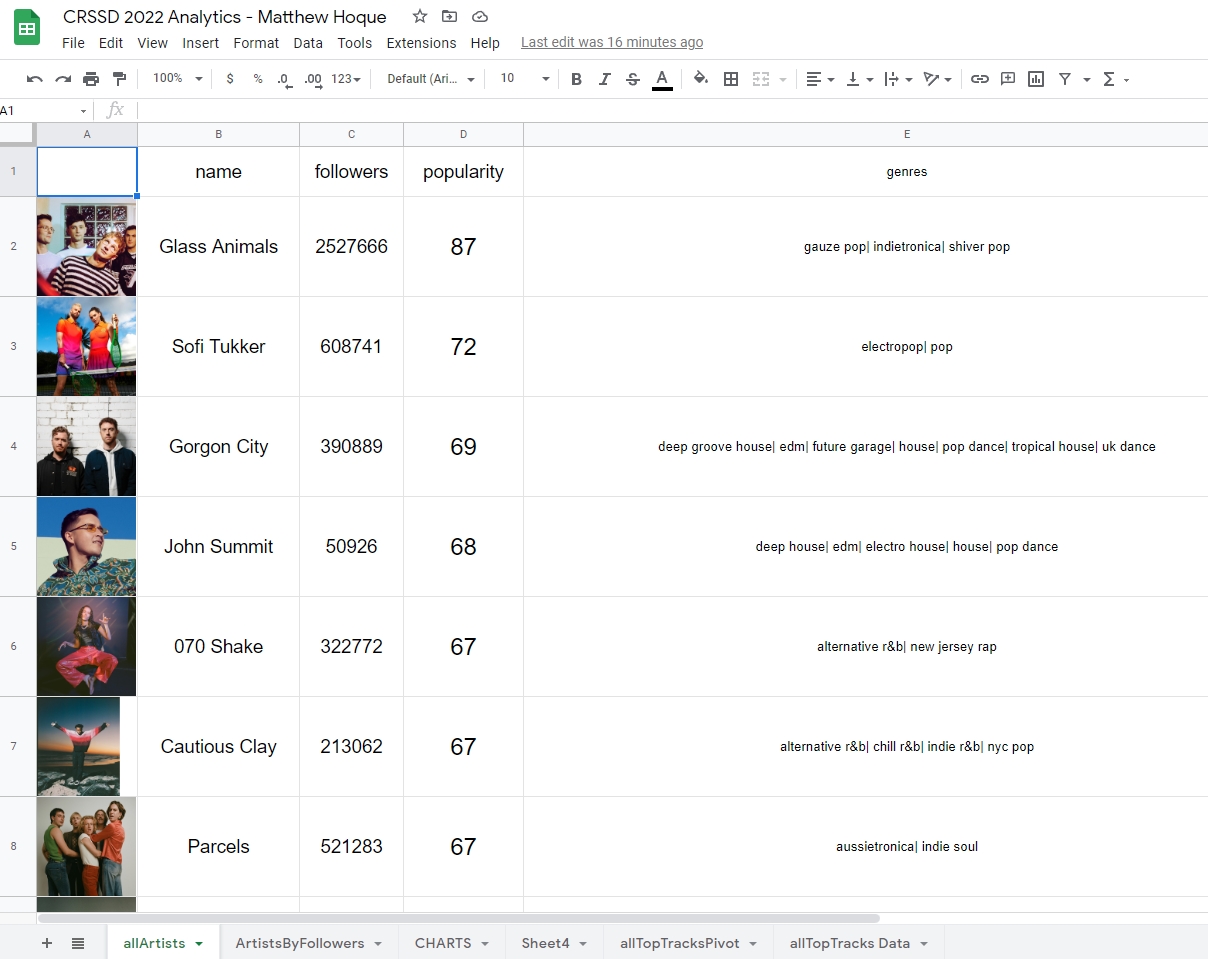 CRSSD 2022 Analytics - Matthew Hoque
File Edit View Insert Format Data Tools Extensions Help Last edit was 16 minutes ago
100% $ % .0 .00 123 Default (Ari... 10 B I S A
A1 fx
A B C D E
1 name followers popularity genres
2 Glass Animals 2527666 87 gauze pop| indietronica| shiver pop
3 Sofi Tukker 608741 72 electropop| pop
4 Gorgon City 390889 69 deep groove house| edm| future garage| house| pop dance| tropical house| uk dance
5 John Summit 50926 68 deep house| edm| electro house| house| pop dance
6 070 Shake 322772 67 alternative r&b| new jersey rap
7 Cautious Clay 213062 67 alternative r&b| chill r&b| indie r&b| nyc pop
8 Parcels 521283 67 aussietronica| indie soul
allArtists ArtistsByFollowers CHARTS Sheet4 allTopTracksPivot allTopTracks Data